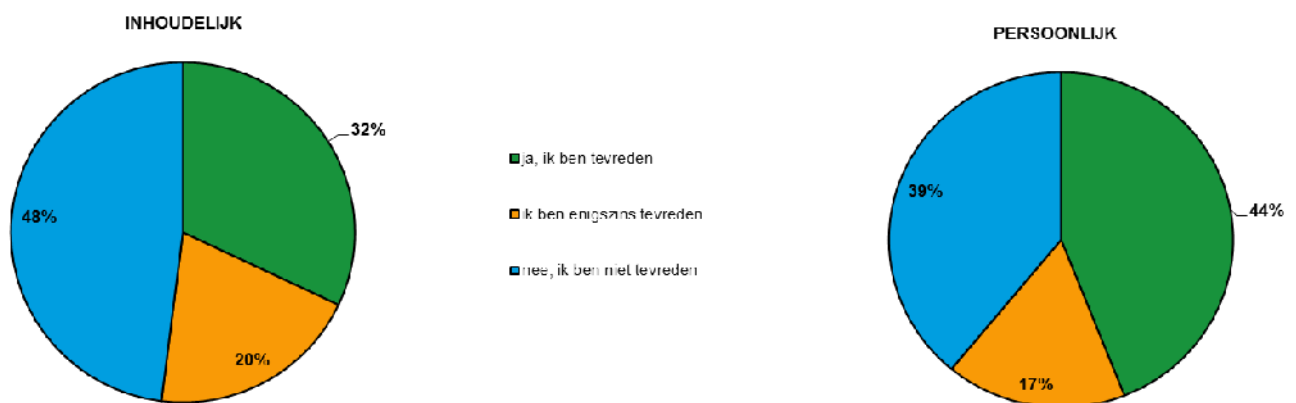 INHOUDELIJK
32%
48%
20%
ja, ik ben tevreden
ik ben enigszins tevreden
nee, ik ben niet tevreden
PERSOONLIJK
39%
44%
17%